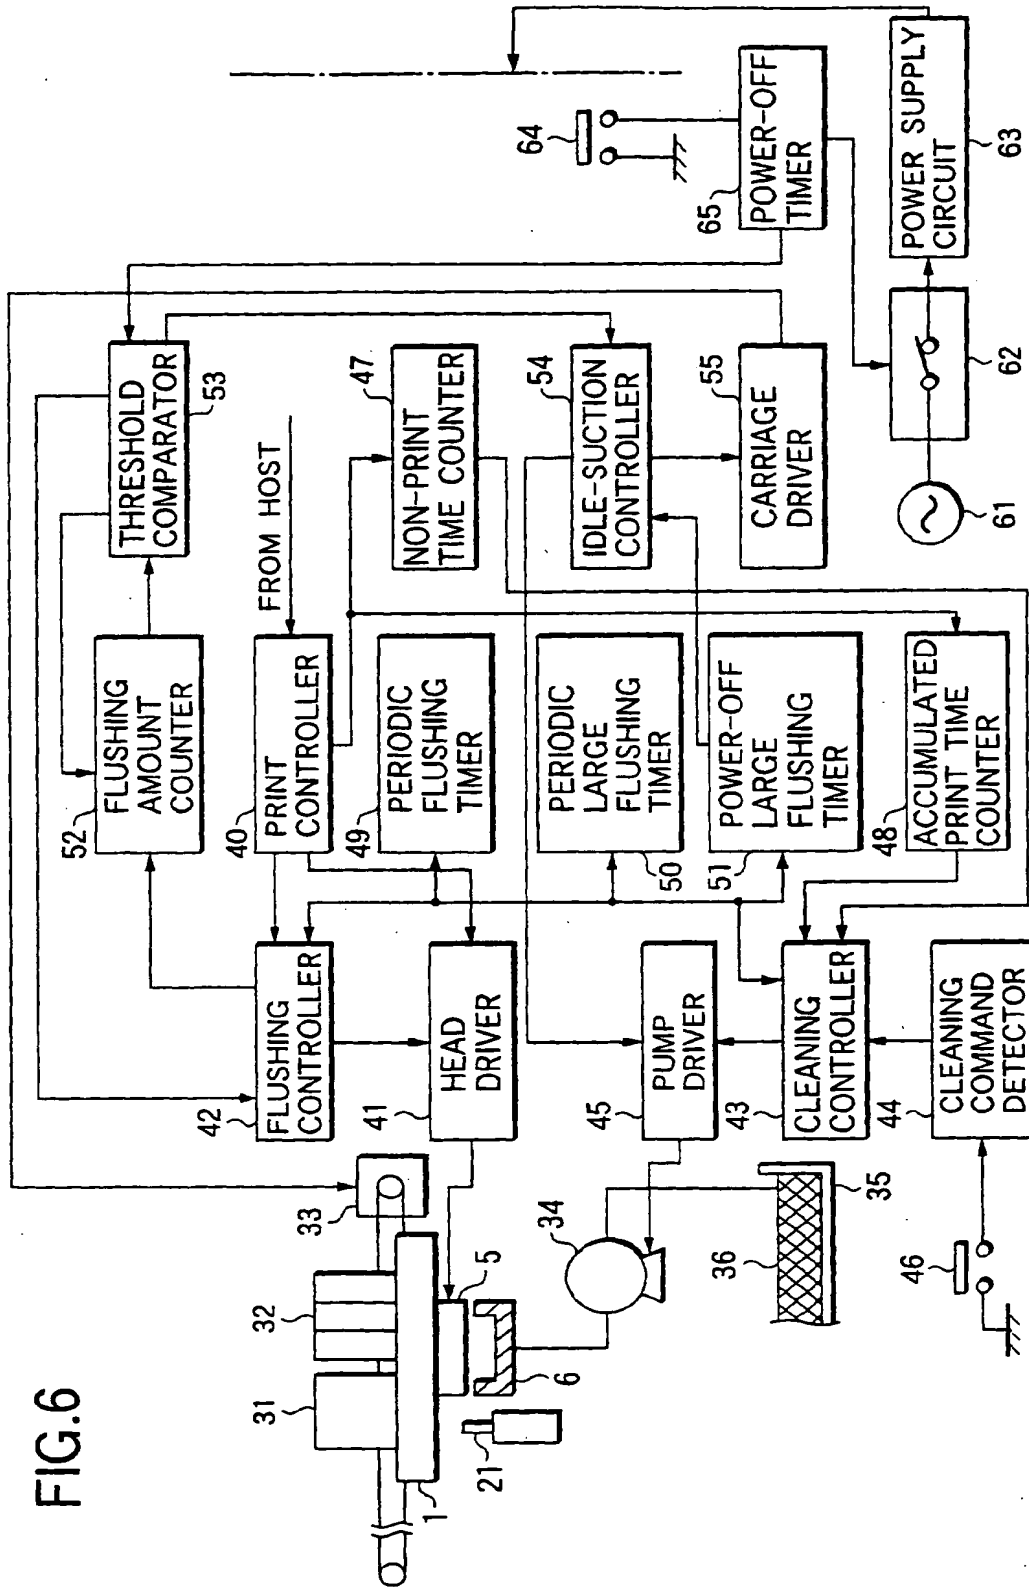 FIG.6
31
32
33
1
5
6
21
34
35
36
46
42
FLUSHING
CONTROLLER
41
HEAD
DRIVER
45
PUMP
DRIVER
43
CLEANING
CONTROLLER
44
CLEANING
COMMAND
DETECTOR
52
FLUSHING
AMOUNT
COUNTER
40
PRINT
CONTROLLER
FROM HOST
49
PERIODIC
FLUSHING
TIMER
50
PERIODIC
LARGE
FLUSHING
TIMER
51
POWER-OFF
LARGE
FLUSHING
TIMER
48
ACCUMULATED
PRINT TIME
COUNTER
53
THRESHOLD
COMPARATOR
47
NON-PRINT
TIME COUNTER
54
IDLE-SUCTION
CONTROLLER
55
CARRIAGE
DRIVER
61
62
64
65
POWER-OFF
TIMER
63
POWER SUPPLY
CIRCUIT